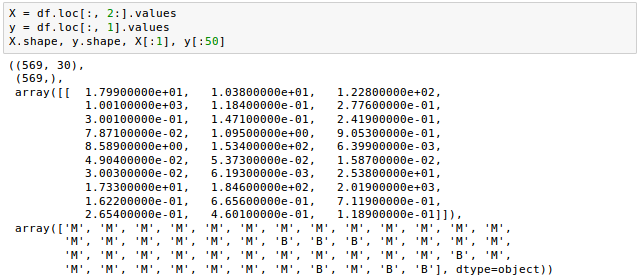 X = df.loc[:, 2:].values
y = df.loc[:, 1].values
X.shape, y.shape, X[:1], y[:50]
((569, 30),
(569,),
array([[ 1.79900000e+01, 1.03800000e+01, 1.22800000e+02,
1.00100000e+03, 1.18400000e-01, 2.77600000e-01,
3.00100000e-01, 1.47100000e-01, 2.41900000e-01,
7.87100000e-02, 1.09500000e+00, 9.05300000e-01,
8.58900000e+00, 1.53400000e+02, 6.39900000e-03,
4.90400000e-02, 5.37300000e-02, 1.58700000e-02,
3.00300000e-02, 6.19300000e-03, 2.53800000e+01,
1.73300000e+01, 1.84600000e+02, 2.01900000e+03,
1.62200000e-01, 6.65600000e-01, 7.11900000e-01,
2.65400000e-01, 4.60100000e-01, 1.18900000e-01]]),
array(['M', 'M', 'M', 'M', 'M', 'M', 'M', 'M', 'M', 'M', 'M', 'M', 'M',
'M', 'M', 'M', 'M', 'M', 'M', 'B', 'B', 'B', 'M', 'M', 'M', 'M',
'M', 'M', 'M', 'M', 'M', 'M', 'M', 'M', 'M', 'M', 'M', 'B', 'M',
'M', 'M', 'M', 'M', 'M', 'M', 'M', 'B', 'M', 'B', 'B'], dtype=object))